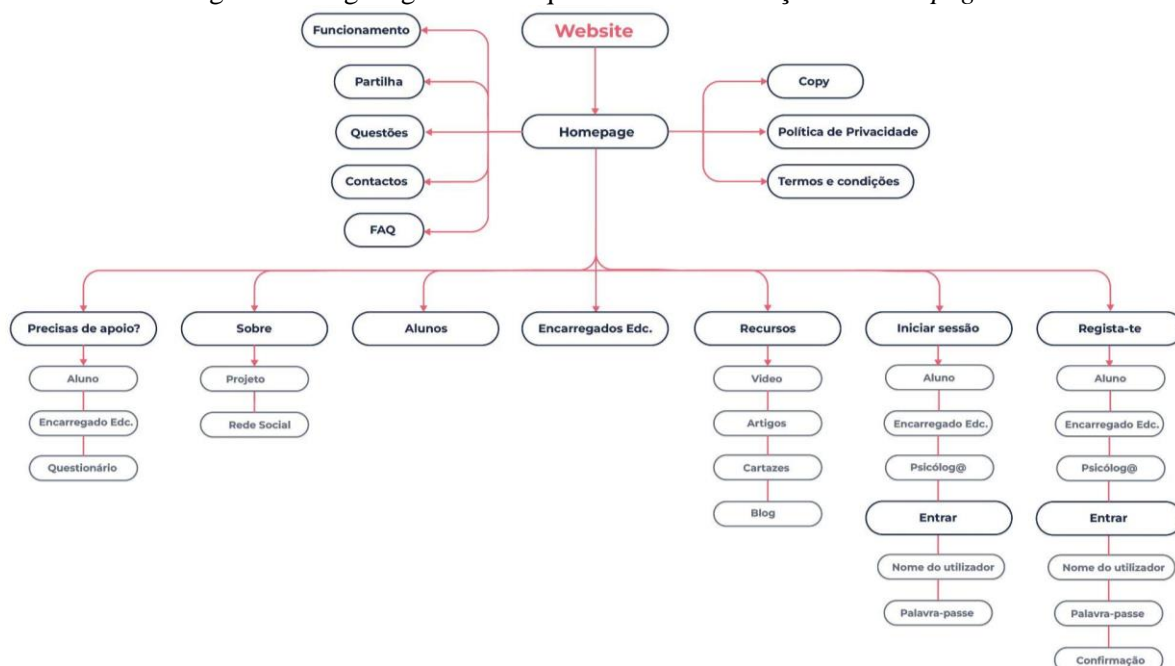 Website
Funcionamento
Partilha
Questões
Contactos
FAQ
Homepage
Copy
Política de Privacidade
Termos e condições
Precisas de apoio?
Aluno
Encarregado Edc.
Questionário
Sobre
Projeto
Rede Social
Alunos
Encarregados Edc.
Recursos
Video
Artigos
Cartazes
Blog
Iniciar sessão
Aluno
Encarregado Edc.
Psicólog@
Entrar
Nome do utilizador
Palavra-passe
Regista-te
Aluno
Encarregado Edc.
Psicólog@
Entrar
Nome do utilizador
Palavra-passe
Confirmação